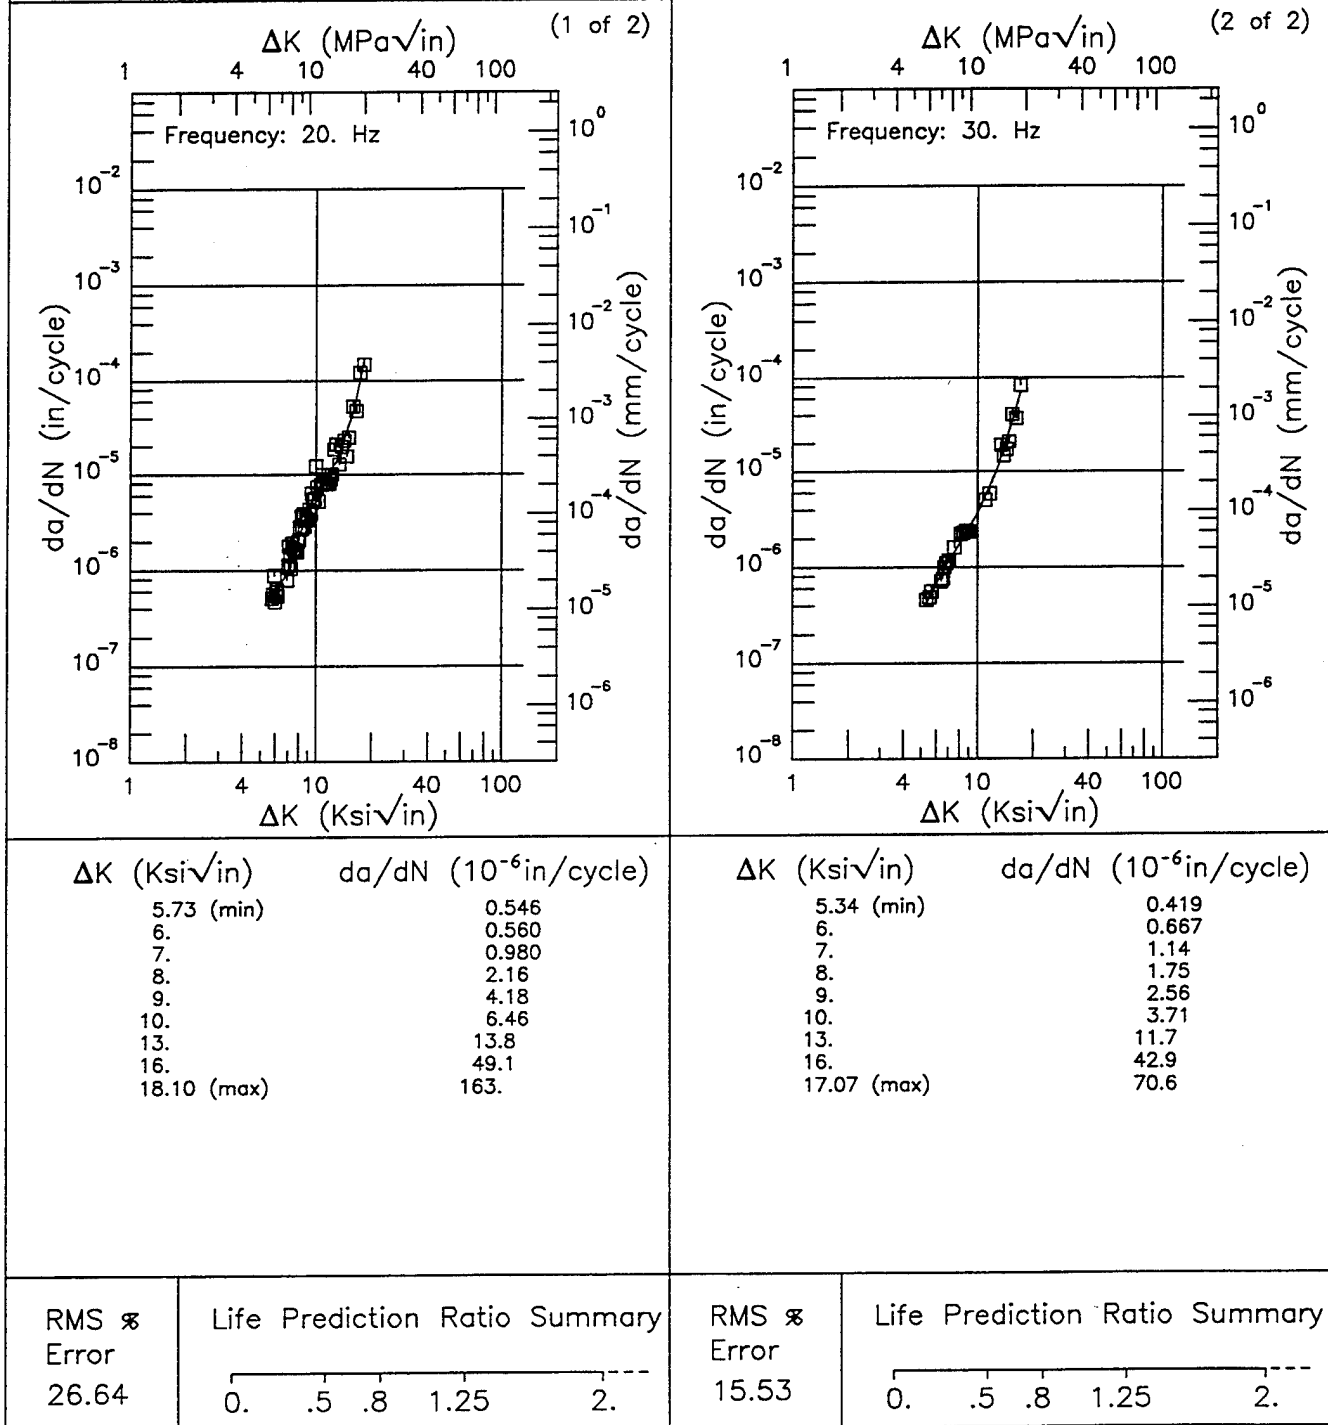 (1 of 2)
ΔK (MPa√in)
1 4 10 40 100
Frequency: 20. Hz
10⁰
10⁻¹
10⁻²
10⁻³
10⁻⁴
10⁻⁵
10⁻⁶
da/dN (mm/cycle)
10⁻²
10⁻³
10⁻⁴
10⁻⁵
10⁻⁶
10⁻⁷
10⁻⁸
da/dN (in/cycle)
1 4 10 40 100
ΔK (Ksi√in)
ΔK (Ksi√in) da/dN (10⁻⁶in/cycle)
5.73 (min) 0.546
6. 0.560
7. 0.980
8. 2.16
9. 4.18
10. 6.46
13. 13.8
16. 49.1
18.10 (max) 163.
RMS % Life Prediction Ratio Summary
Error
26.64 0. .5 .8 1.25 2.
(2 of 2)
ΔK (MPa√in)
1 4 10 40 100
Frequency: 30. Hz
10⁰
10⁻¹
10⁻²
10⁻³
10⁻⁴
10⁻⁵
10⁻⁶
da/dN (mm/cycle)
10⁻²
10⁻³
10⁻⁴
10⁻⁵
10⁻⁶
10⁻⁷
10⁻⁸
da/dN (in/cycle)
1 4 10 40 100
ΔK (Ksi√in)
ΔK (Ksi√in) da/dN (10⁻⁶in/cycle)
5.34 (min) 0.419
6. 0.667
7. 1.14
8. 1.75
9. 2.56
10. 3.71
13. 11.7
16. 42.9
17.07 (max) 70.6
RMS % Life Prediction Ratio Summary
Error
15.53 0. .5 .8 1.25 2.